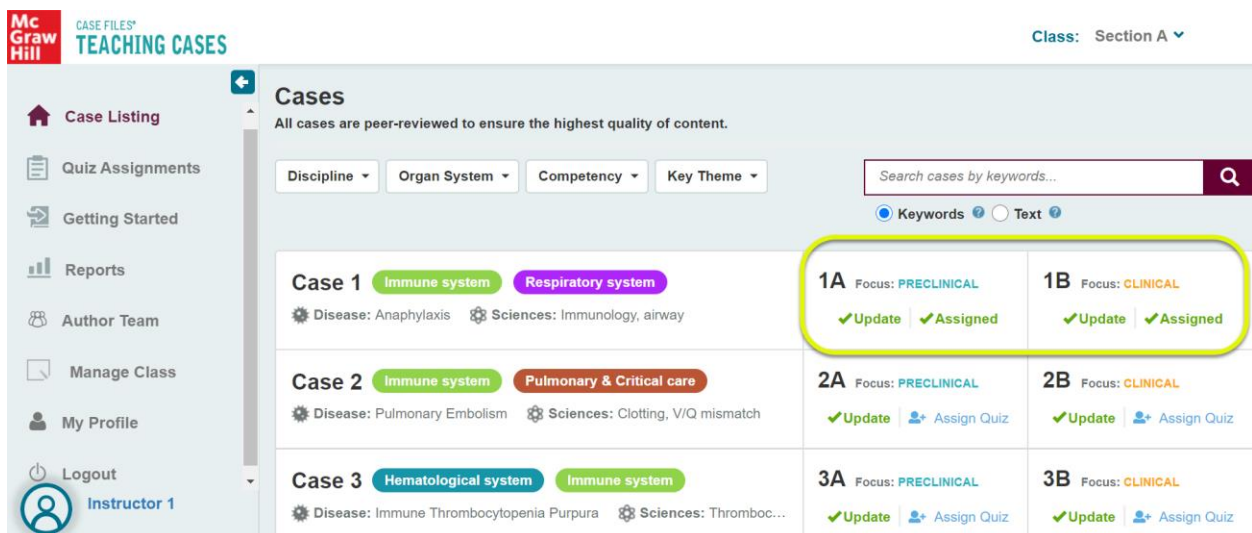 Mc
Graw
Hill
CASE FILES®
TEACHING CASES
Class: Section A
Case Listing
Quiz Assignments
Getting Started
Reports
Author Team
Manage Class
My Profile
Logout
Instructor 1
Cases
All cases are peer-reviewed to ensure the highest quality of content.
Discipline Organ System Competency Key Theme
Search cases by keywords...
Keywords ? Text ?
Case 1 Immune system Respiratory system
Disease: Anaphylaxis Sciences: Immunology, airway
1A Focus: PRECLINICAL
Update Assigned
1B Focus: CLINICAL
Update Assigned
Case 2 Immune system Pulmonary & Critical care
Disease: Pulmonary Embolism Sciences: Clotting, V/Q mismatch
2A Focus: PRECLINICAL
Update Assign Quiz
2B Focus: CLINICAL
Update Assign Quiz
Case 3 Hematological system Immune system
Disease: Immune Thrombocytopenia Purpura Sciences: Thromboc...
3A Focus: PRECLINICAL
Update Assign Quiz
3B Focus: CLINICAL
Update Assign Quiz